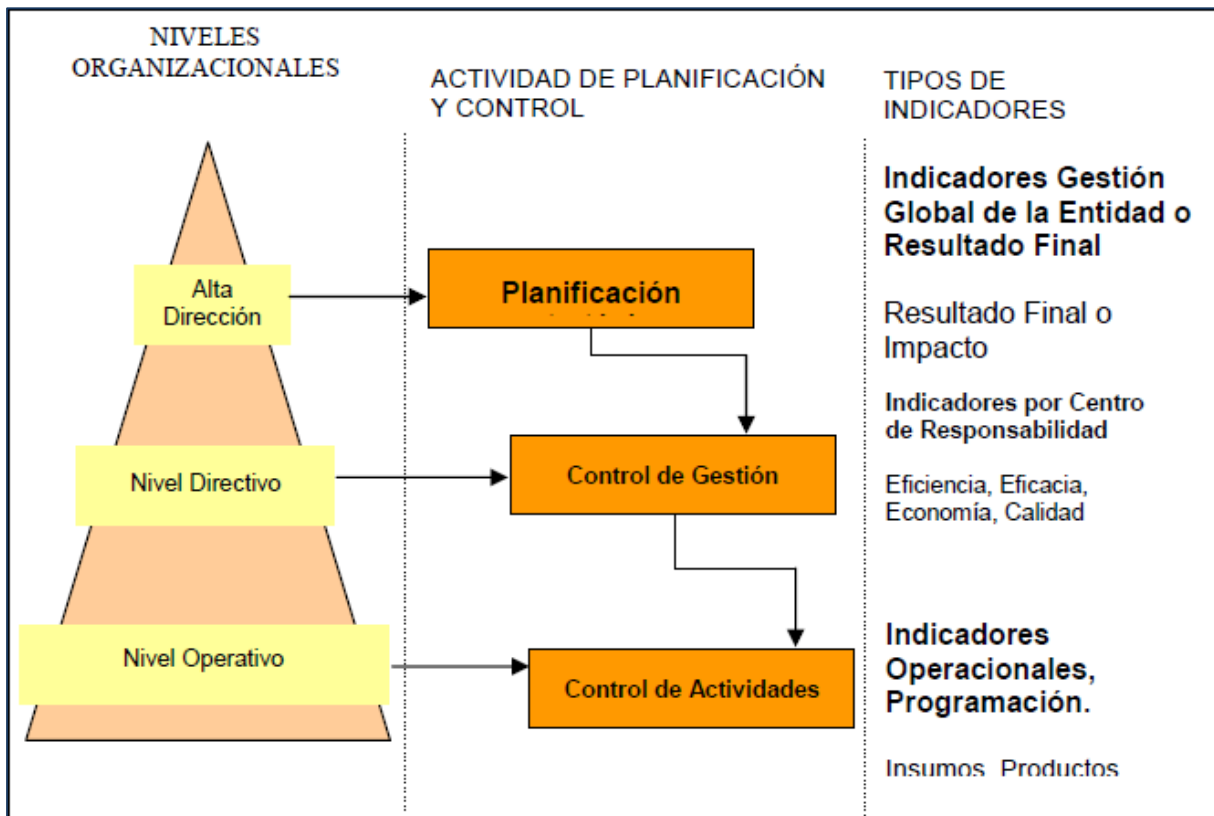 NIVELES
ORGANIZACIONALES
ACTIVIDAD DE PLANIFICACIÓN
Y CONTROL
TIPOS DE
INDICADORES
Alta
Dirección
Planificación
Indicadores Gestión
Global de la Entidad o
Resultado Final
Resultado Final o
Impacto
Nivel Directivo
Control de Gestión
Indicadores por Centro
de Responsabilidad
Eficiencia, Eficacia,
Economía, Calidad
Nivel Operativo
Control de Actividades
Indicadores
Operacionales,
Programación.
Insumos Productos